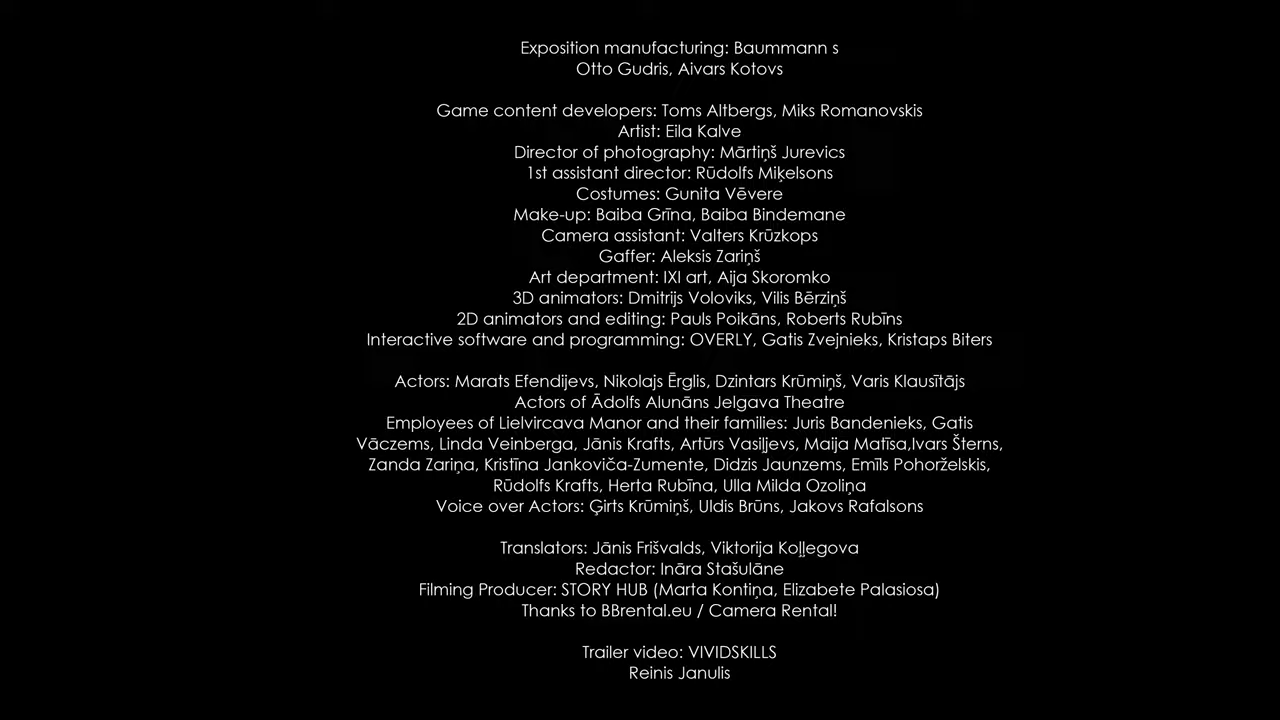 Exposition manufacturing: Baummann s
Otto Gudris, Aivars Kotovs
Game content developers: Toms Altbergs, Miks Romanovskis
Artist: Eila Kalve
Director of photography: Mārtiņš Jurevics
1st assistant director: Rūdolfs Miķelsons
Costumes: Gunita Vēvere
Make-up: Baiba Grīna, Baiba Bindemane
Camera assistant: Valters Krūzkops
Gaffer: Aleksis Zariņš
Art department: IXI art, Aija Skoromko
3D animators: Dmitrijs Voloviks, Vilis Bērziņš
2D animators and editing: Pauls Poikāns, Roberts Rubīns
Interactive software and programming: OVERLY, Gatis Zvejnieks, Kristaps Biters
Actors: Marats Efendijevs, Nikolajs Ērglis, Dzintars Krūmiņš, Varis Klausītājs
Actors of Ādolfs Alunāns Jelgava Theatre
Employees of Lielvircava Manor and their families: Juris Bandenieks, Gatis
Vāczems, Linda Veinberga, Jānis Krafts, Artūrs Vasiļjevs, Maija Matīsa,Ivars Šterns,
Zanda Zariņa, Kristīna Jankoviča-Zumente, Didzis Jaunzems, Emīls Pohorželskis,
Rūdolfs Krafts, Herta Rubīna, Ulla Milda Ozoliņa
Voice over Actors: Ģirts Krūmiņš, Uldis Brūns, Jakovs Rafalsons
Translators: Jānis Frišvalds, Viktorija Koļļegova
Redactor: Ināra Stašulāne
Filming Producer: STORY HUB (Marta Kontiņa, Elizabete Palasiosa)
Thanks to BBrental.eu / Camera Rental!
Trailer video: VIVIDSKILLS
Reinis Janulis